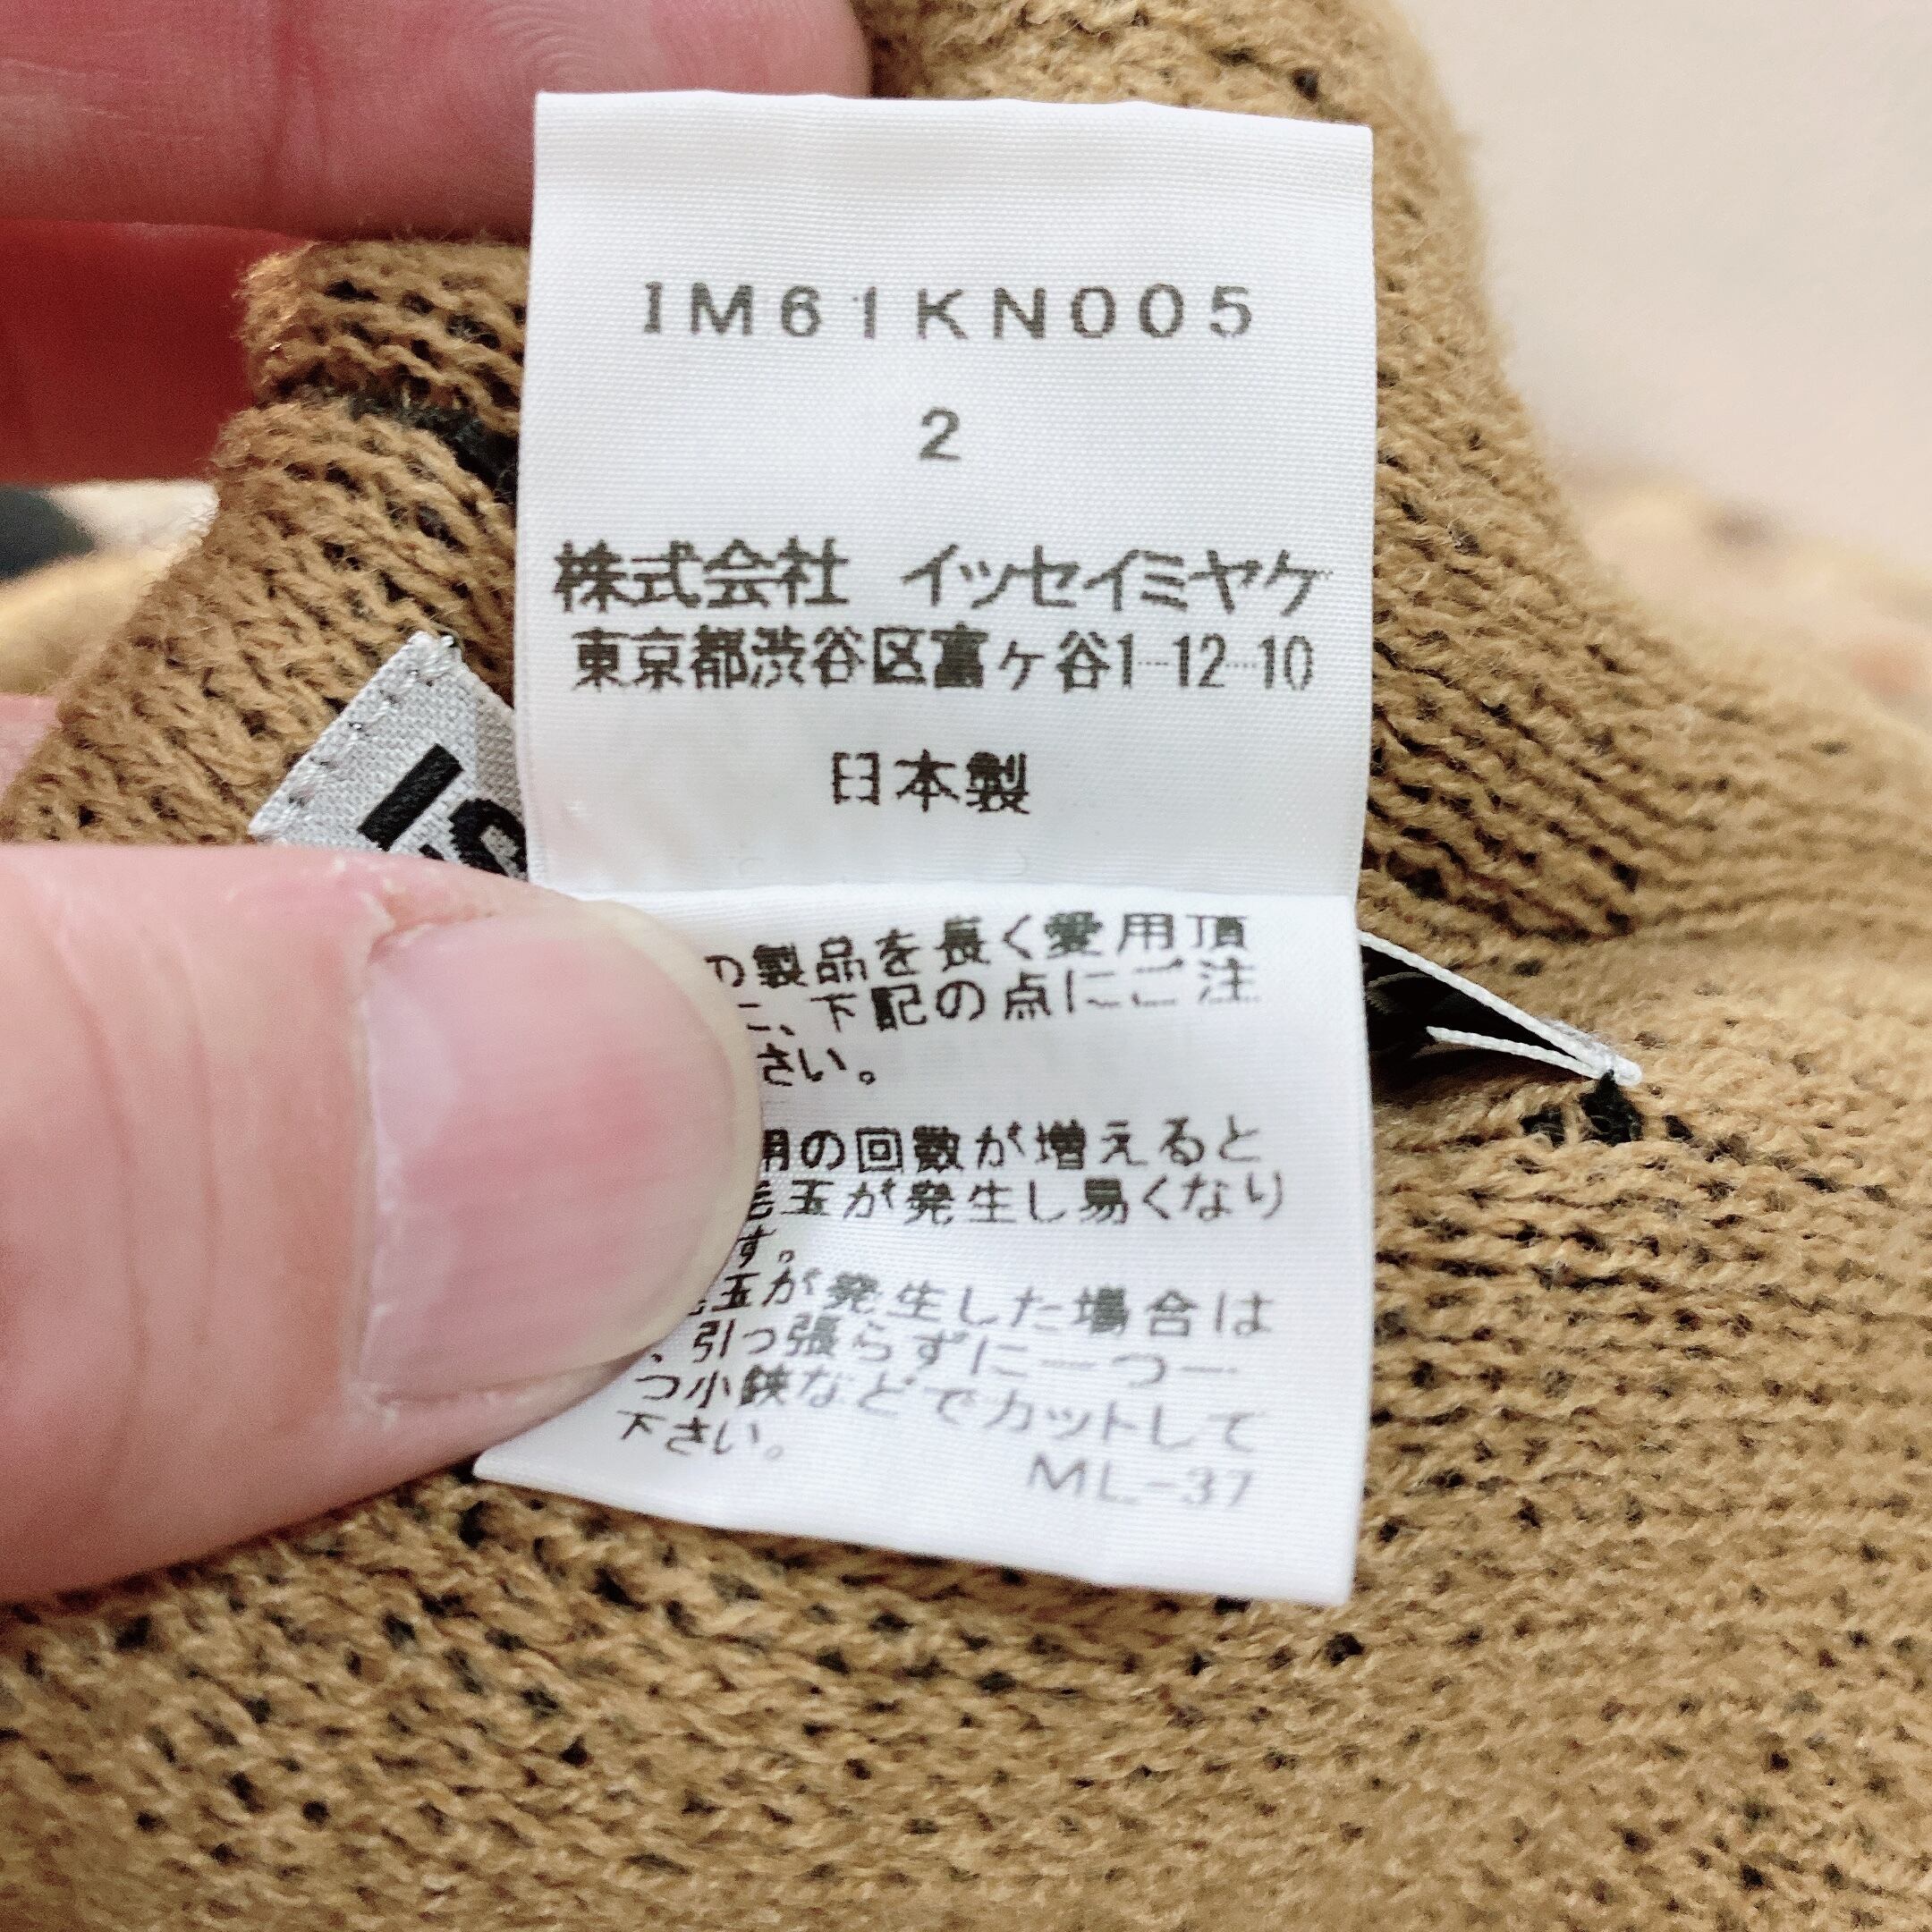 IM61KN005
2
株式会社 イッセイミヤケ
東京都渋谷区富ヶ谷1-12-10
日本製
の製品を長く愛用頂
に、下記の点にご注
さい。
用の回数が増えると
毛玉が発生し易くなり
す。
玉が発生した場合は
、引っ張らずに一つ一
つ小鋏などでカットして
下さい。
ML-37